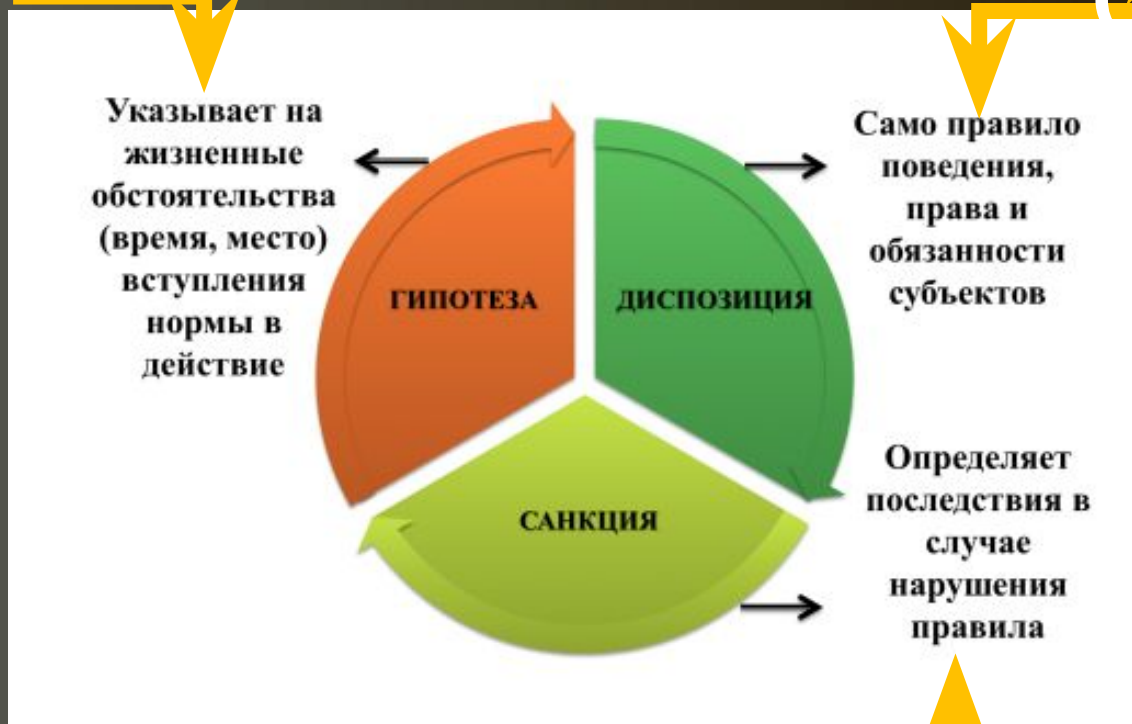 Указывает на
жизненные
обстоятельства
(время, место)
вступления
нормы в
действие
ГИПОТЕЗА
ДИСПОЗИЦИЯ
Само правило
поведения,
права и
обязанности
субъектов
САНКЦИЯ
Определяет
последствия в
случае
нарушения
правила